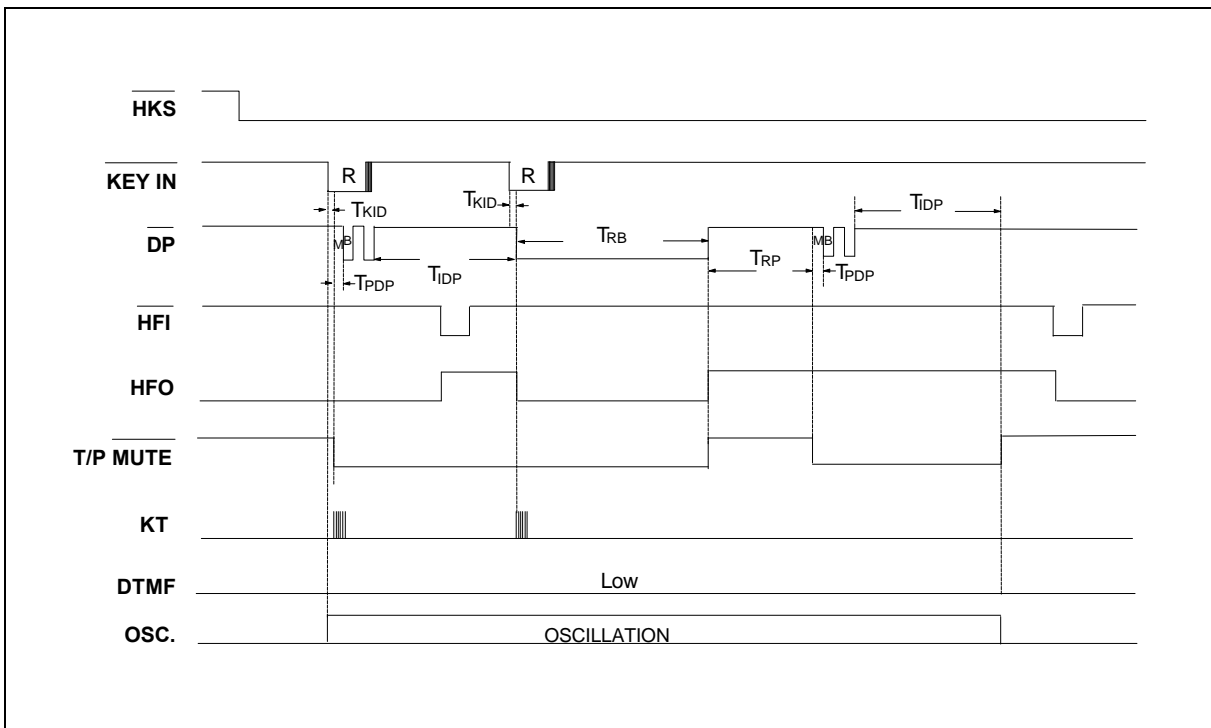 HKS
KEY IN
R
R
TKID
TKID
TIDP
DP
M
B
TRB
MB
TIDP
TRP
TPDP
TPDP
HFI
HFO
T/P MUTE
KT
DTMF
Low
OSC.
OSCILLATION